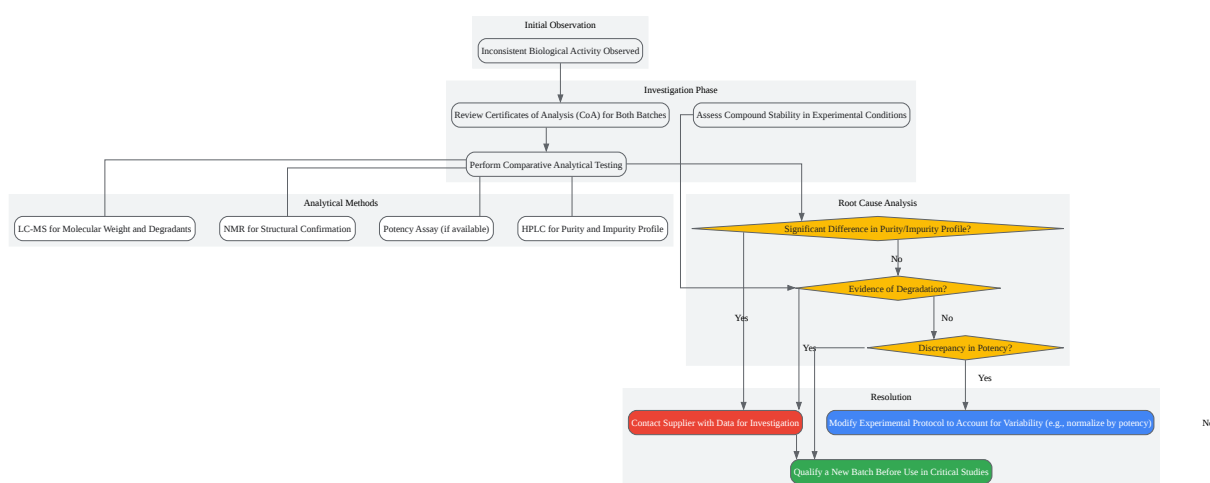 Initial Observation
Inconsistent Biological Activity Observed
Investigation Phase
Review Certificates of Analysis (CoA) for Both Batches
Assess Compound Stability in Experimental Conditions
Perform Comparative Analytical Testing
Analytical Methods
LC-MS for Molecular Weight and Degradants
NMR for Structural Confirmation
Potency Assay (if available)
HPLC for Purity and Impurity Profile
Root Cause Analysis
Significant Difference in Purity/Impurity Profile?
No
Evidence of Degradation?
Yes
No
Yes
Discrepancy in Potency?
Yes
Resolution
Contact Supplier with Data for Investigation
Modify Experimental Protocol to Account for Variability (e.g., normalize by potency)
Qualify a New Batch Before Use in Critical Studies